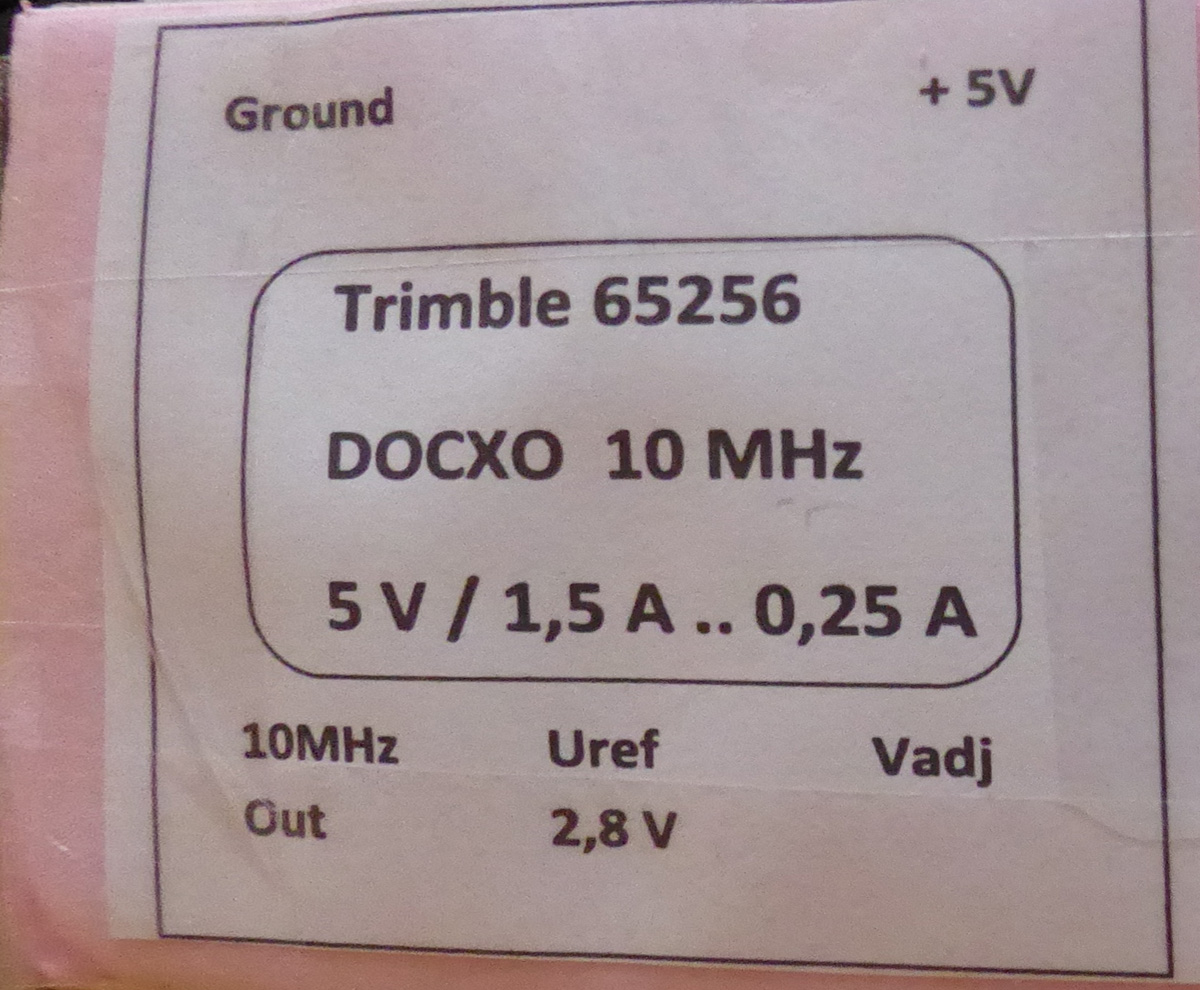 Ground + 5V
Trimble 65256
DOCXO 10 MHz
5 V / 1,5 A .. 0,25 A
10MHz Uref Vadj
Out 2,8 V